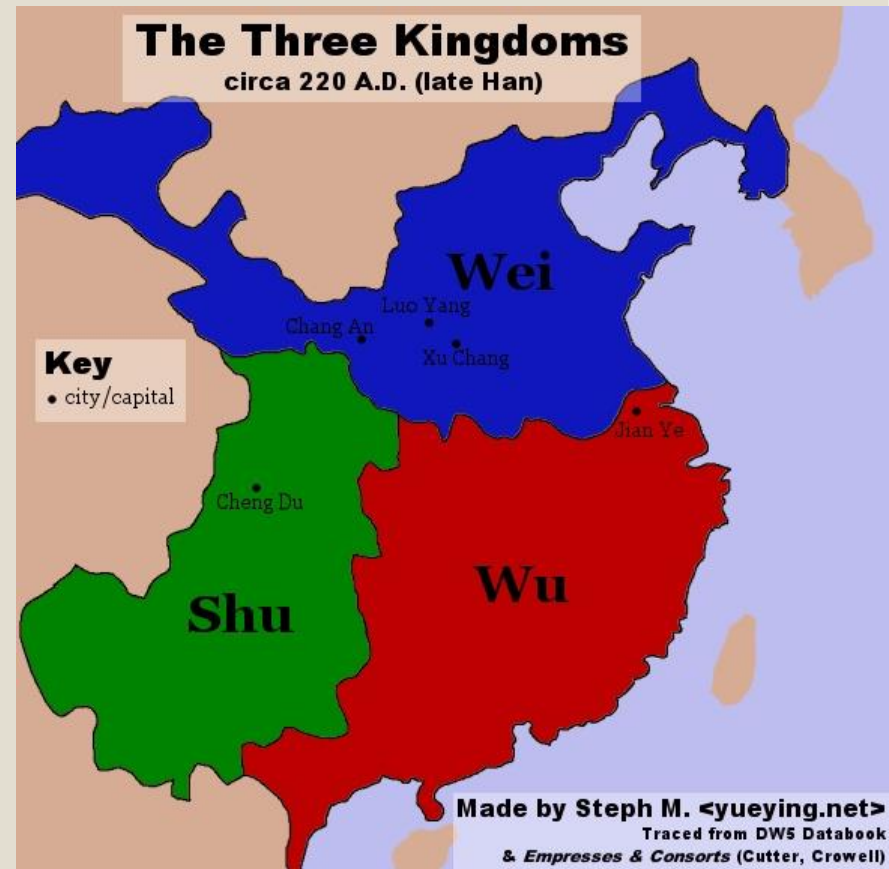 The Three Kingdoms
circa 220 A.D. (late Han)
Wei
Luo Yang
Chang An
Xu Chang
Key
• city/capital
Jian Ye
Cheng Du
Wu
Shu
Made by Steph M. <yueying.net>
Traced from DW5 Databook
& Empresses & Consorts (Cutter, Crowell)